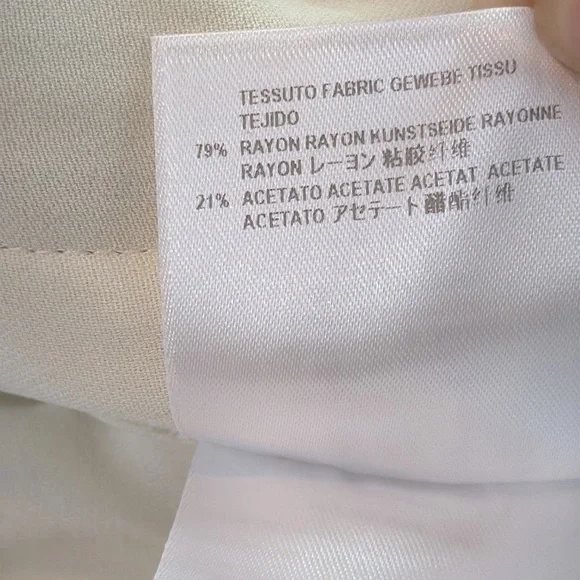 TESSUTO FABRIC GEWEBE TISSU
TEJIDO
79% RAYON RAYON KUNSTSEIDE RAYONNE
RAYON レーヨン 粘胶纤维
21% ACETATO ACETATE ACETAT ACETATE
ACETATO アセテート 醋酯纤维